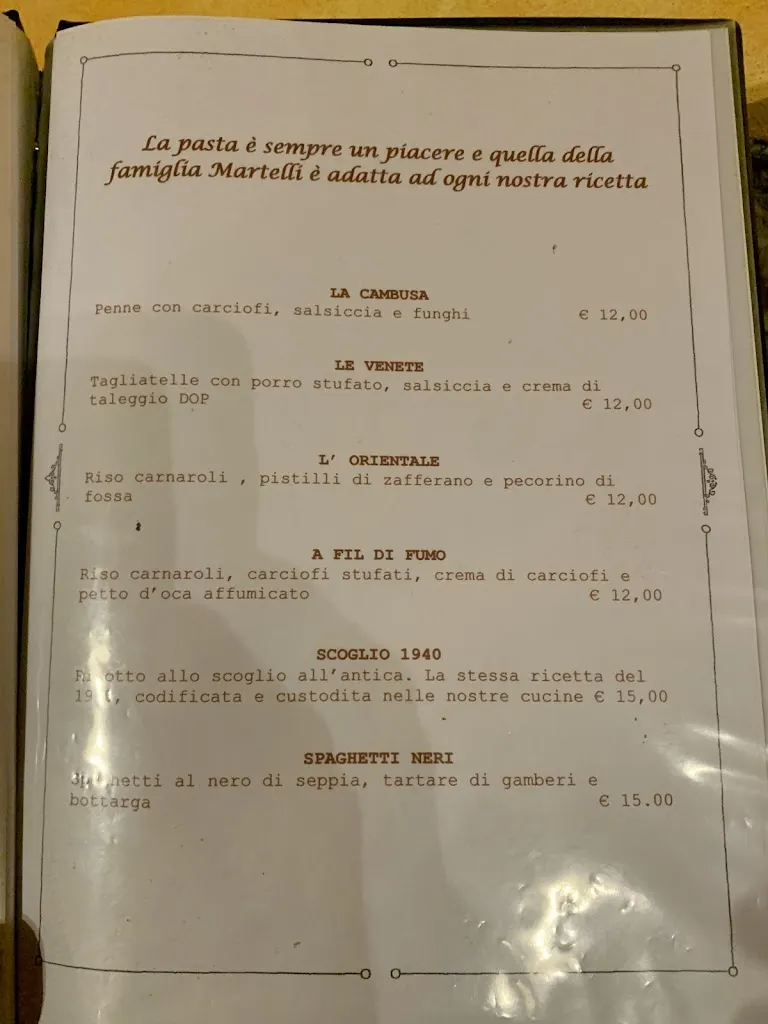 La pasta è sempre un piacere e quella della
famiglia Martelli è adatta ad ogni nostra ricetta
LA CAMBUSA
Penne con carciofi, salsiccia e funghi € 12,00
LE VENETE
Tagliatelle con porro stufato, salsiccia e crema di
taleggio DOP € 12,00
L' ORIENTALE
Riso carnaroli , pistilli di zafferano e pecorino di
fossa € 12,00
A FIL DI FUMO
Riso carnaroli, carciofi stufati, crema di carciofi e
petto d'oca affumicato € 12,00
SCOGLIO 1940
Risotto allo scoglio all'antica. La stessa ricetta del
codificata e custodita nelle nostre cucine € 15,00
SPAGHETTI NERI
Spaghetti al nero di seppia, tartare di gamberi e
bottarga € 15.00